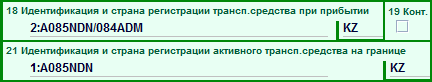 18 Идентификация и страна регистрации трансп.средства при прибытии 19 Конт.
2:A085NDN/084ADM KZ
21 Идентификация и страна регистрации активного трансп.средства на границе
1:A085NDN KZ